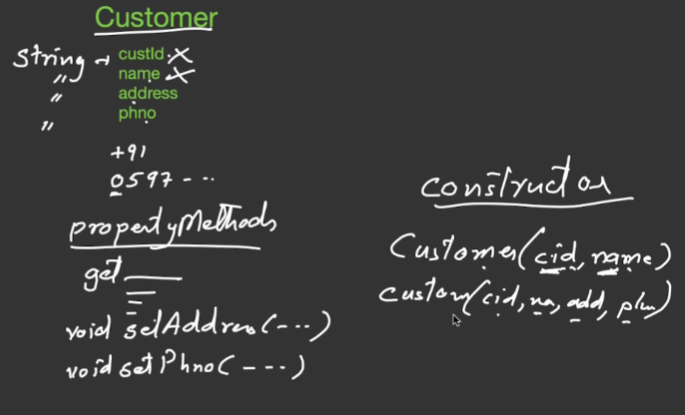 Customer
String → custId X
" name X
" address
" phno
+91
0597 - ..
propertyMethods
get
void setAddress(---)
void setPhno(----)
constructor
Customer(cid, name)
custom(cid, na, add, phn)